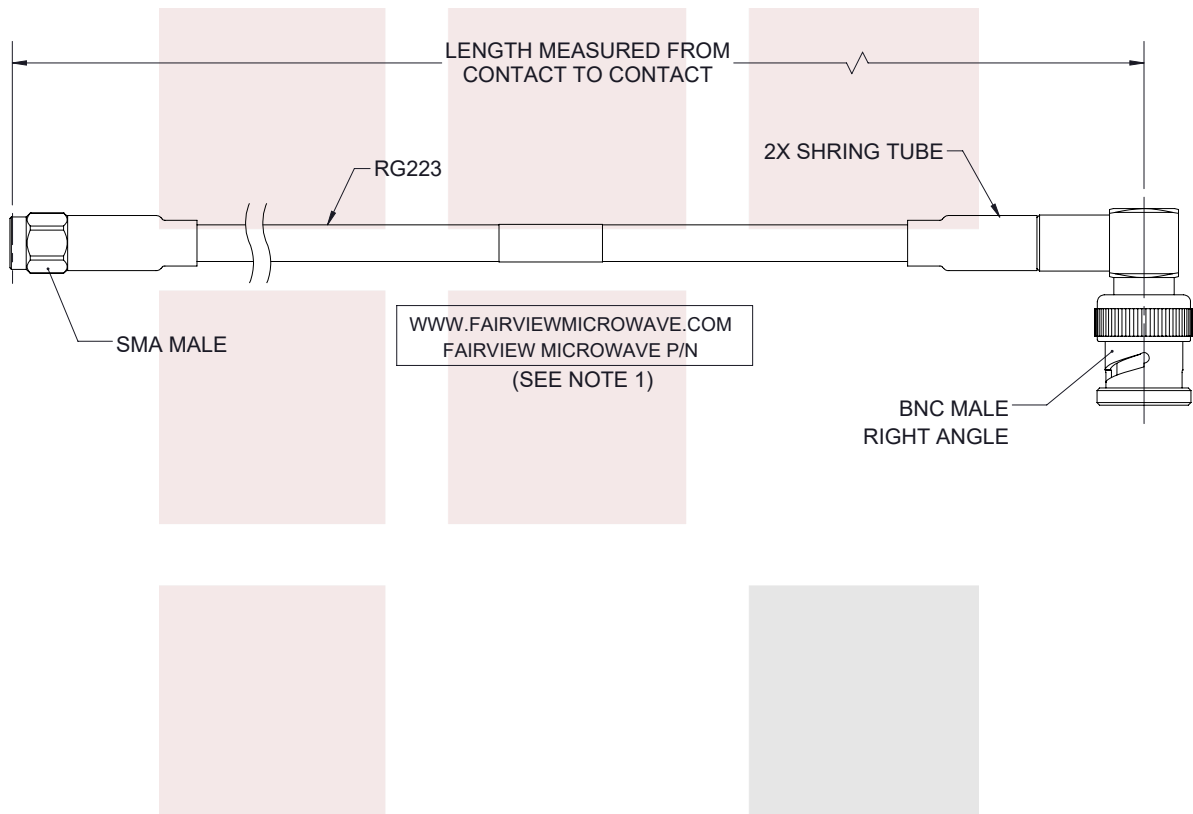 LENGTH MEASURED FROM
CONTACT TO CONTACT
RG223
2X SHRING TUBE
SMA MALE
WWW.FAIRVIEWMICROWAVE.COM
FAIRVIEW MICROWAVE P/N
(SEE NOTE 1)
BNC MALE
RIGHT ANGLE